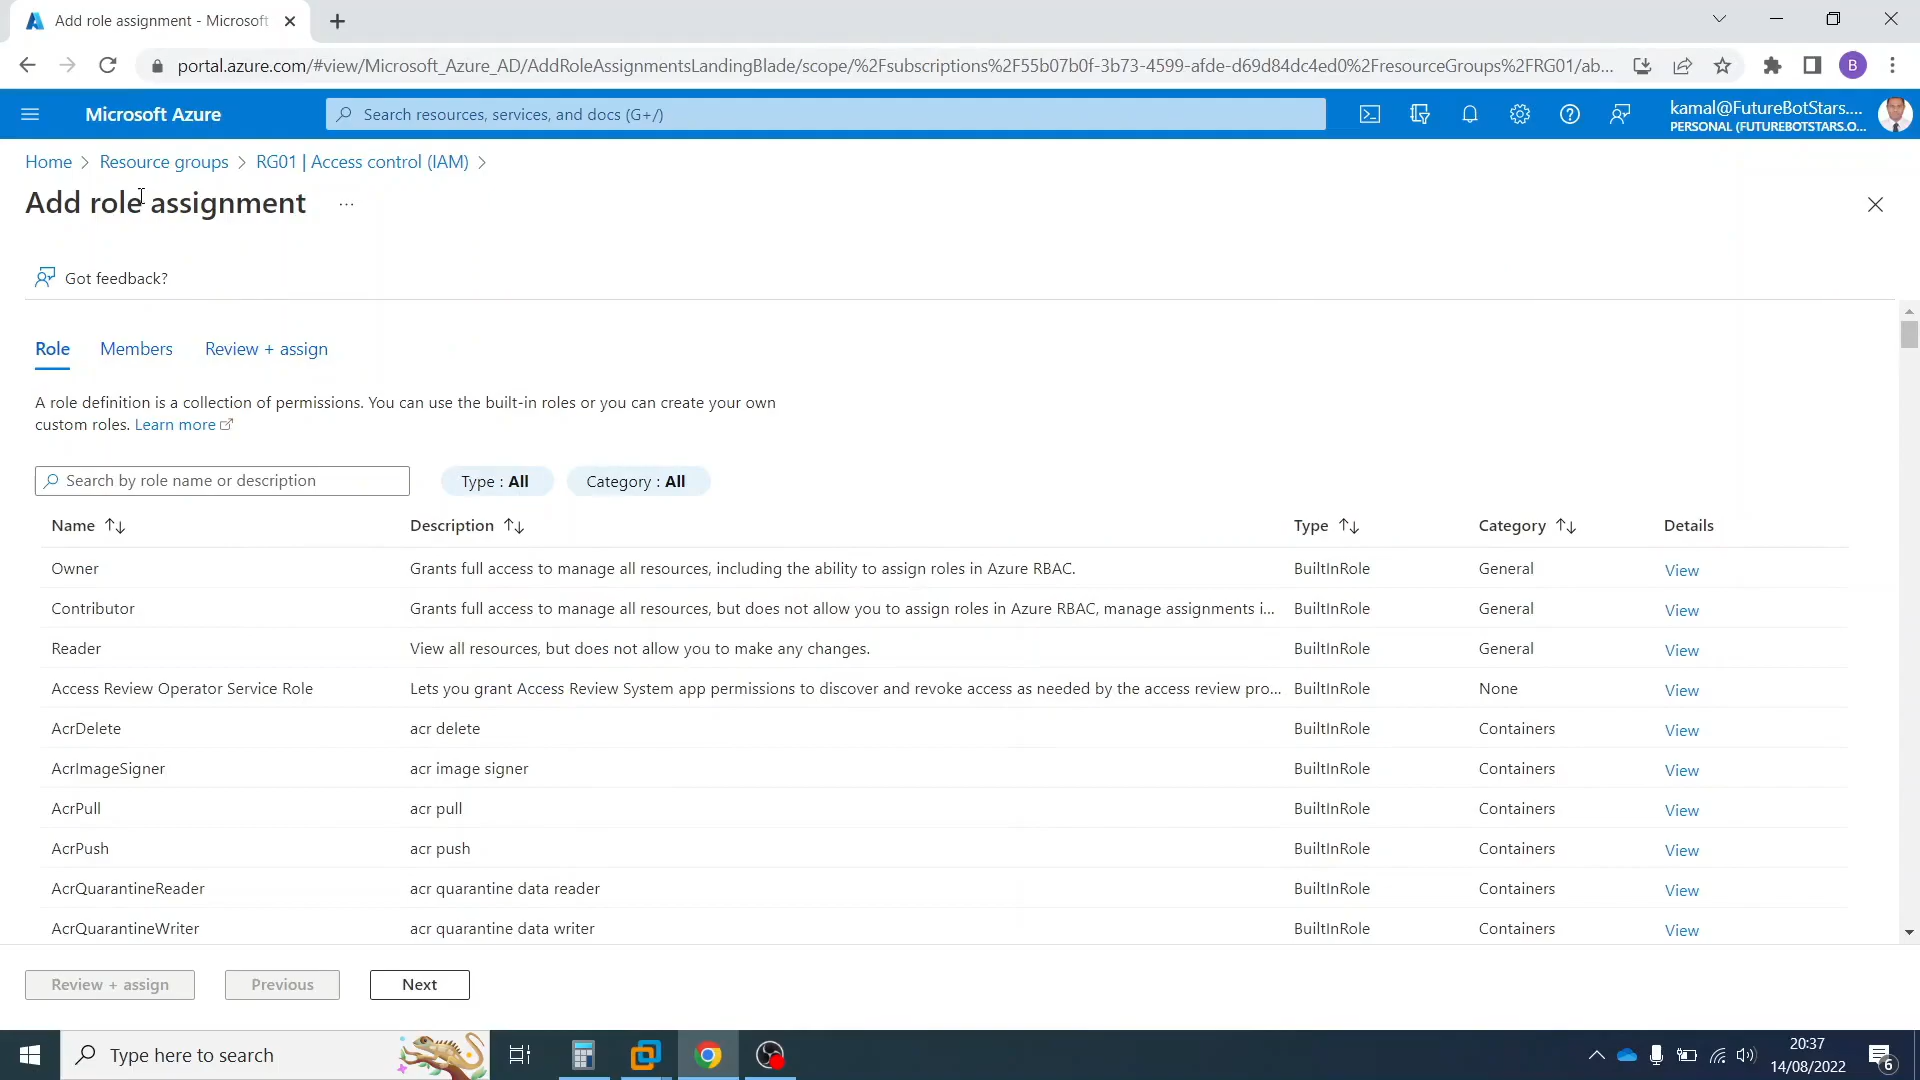 Add role assignment - Microsoft
portal.azure.com/#view/Microsoft_Azure_AD/AddRoleAssignmentsLandingBlade/scope/%2Fsubscriptions%2F55b07b0f-3b73-4599-afde-d69d84dc4ed0%2FresourceGroups%2FRG01/ab...
B
Microsoft Azure
Search resources, services, and docs (G+/)
kamal@FutureBotStars....
PERSONAL (FUTUREBOTSTARS.O...
Home > Resource groups > RG01 | Access control (IAM) >
Add role assignment ...
Got feedback?
Role Members Review + assign
A role definition is a collection of permissions. You can use the built-in roles or you can create your own
custom roles. Learn more
Search by role name or description Type : All Category : All
Name Description Type Category Details
Owner Grants full access to manage all resources, including the ability to assign roles in Azure RBAC. BuiltInRole General View
Contributor Grants full access to manage all resources, but does not allow you to assign roles in Azure RBAC, manage assignments i... BuiltInRole General View
Reader View all resources, but does not allow you to make any changes. BuiltInRole General View
Access Review Operator Service Role Lets you grant Access Review System app permissions to discover and revoke access as needed by the access review pro... BuiltInRole None View
AcrDelete acr delete BuiltInRole Containers View
AcrImageSigner acr image signer BuiltInRole Containers View
AcrPull acr pull BuiltInRole Containers View
AcrPush acr push BuiltInRole Containers View
AcrQuarantineReader acr quarantine data reader BuiltInRole Containers View
AcrQuarantineWriter acr quarantine data writer BuiltInRole Containers View
Review + assign Previous Next
Type here to search
20:37
14/08/2022
6